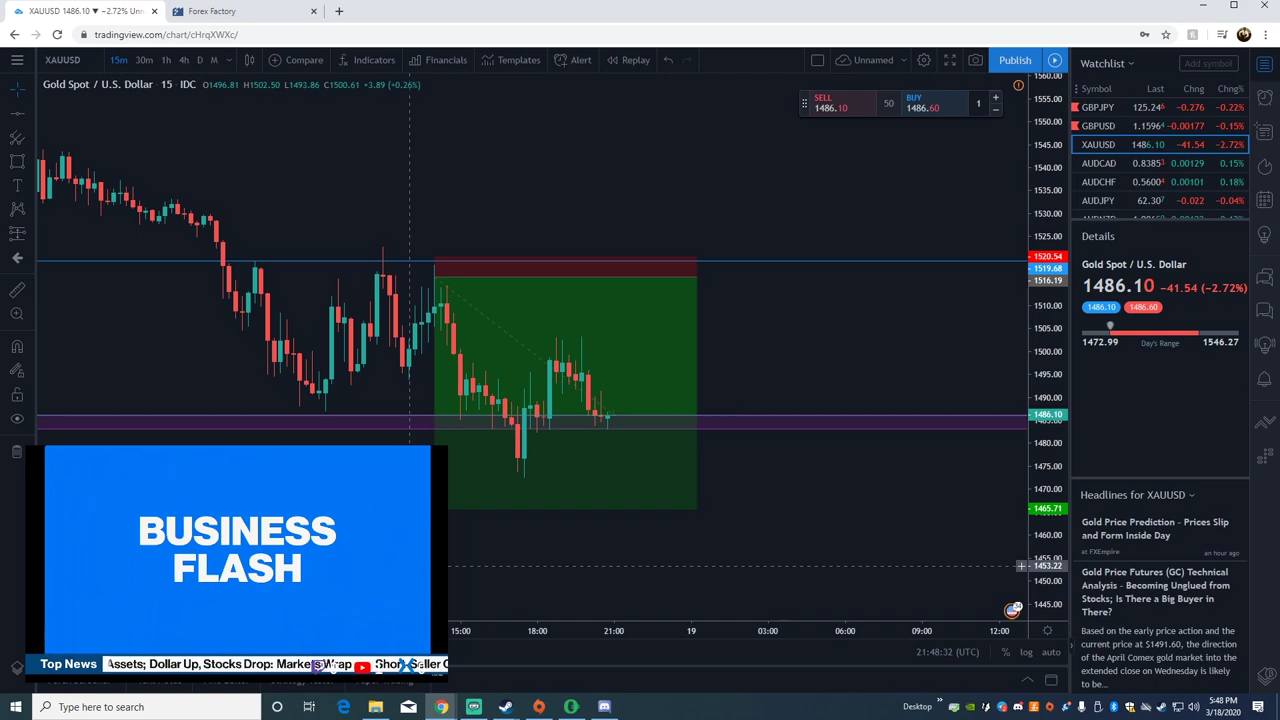 XAUUSD 1486.10 ▼ −2.72% Unn
Forex Factory
tradingview.com/chart/cHrqXWXc/
XAUUSD
15m
30m
1h
4h
D
M
Compare
Indicators
Financials
Templates
Alert
Replay
Unnamed
Publish
Gold Spot / U.S. Dollar · 15 · IDC O1496.81 H1502.50 L1493.86 C1500.61 +3.89 (+0.26%)
SELL
1486.10
50
BUY
1486.60
1
1560.00
1555.00
1550.00
1545.00
1540.00
1535.00
1530.00
1525.00
1520.54
1519.68
1516.19
1510.00
1505.00
1500.00
1495.00
1490.00
1486.10
1480.00
1475.00
1470.00
1465.71
1460.00
1453.22
1450.00
1445.00
15:00
18:00
21:00
19
03:00
06:00
09:00
12:00
21:48:32 (UTC)
%
log
auto
Watchlist
Add symbol
Symbol Last Chng Chng%
GBPJPY 125.246 −0.276 −0.22%
GBPUSD 1.15964 −0.00177 −0.15%
XAUUSD 1486.10 −41.54 −2.72%
AUDCAD 0.83853 0.00129 0.15%
AUDCHF 0.56004 0.00101 0.18%
AUDJPY 62.307 −0.022 −0.04%
Details
Gold Spot / U.S. Dollar
1486.10 −41.54 (−2.72%)
1486.10
1486.60
1472.99 Day's Range 1546.27
Headlines for XAUUSD
Gold Price Prediction - Prices Slip
and Form Inside Day
at FXEmpire an hour ago
Gold Price Futures (GC) Technical
Analysis - Becoming Unglued from
Stocks; Is There a Big Buyer in
There?
Based on the early price action and the
current price at $1491.60, the direction
of the April Comex gold market into the
extended close on Wednesday is likely
to be...
BUSINESS
FLASH
Top News
Assets; Dollar Up, Stocks Drop: Markets Wrap
Short Seller
Type here to search
Desktop
5:48 PM
3/18/2020